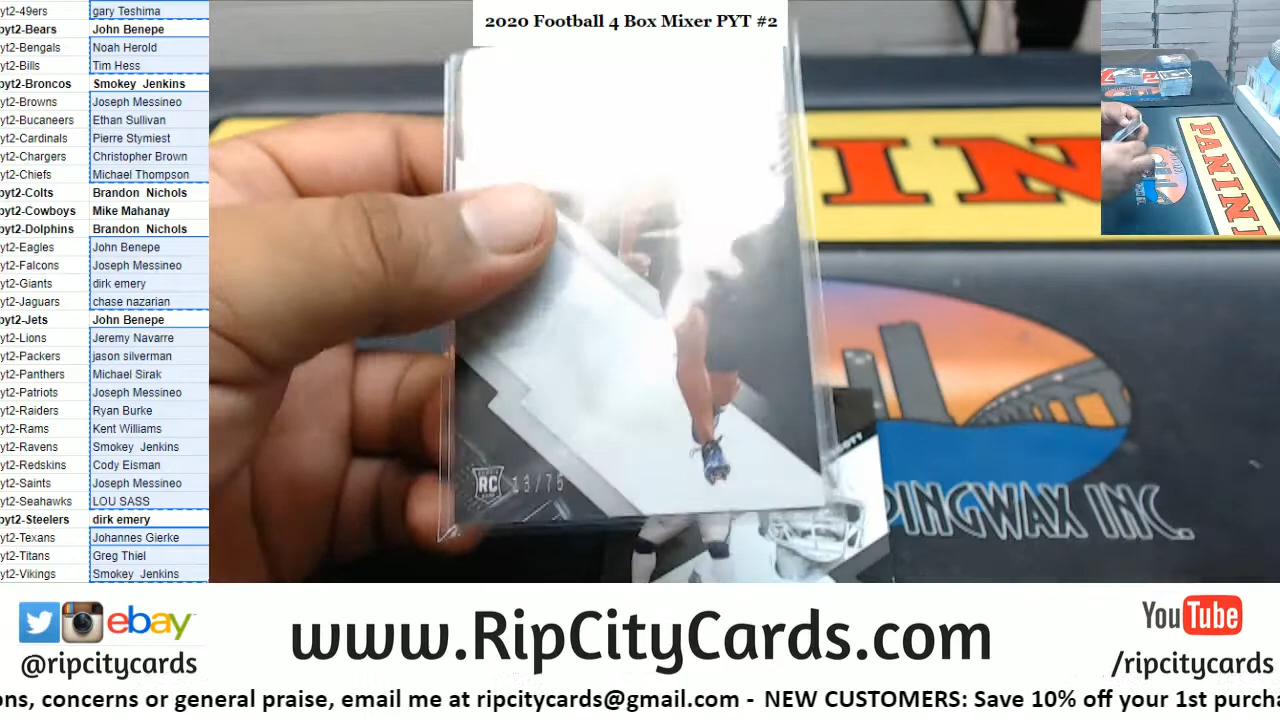 2020 Football 4 Box Mixer PYT #2
yt2-49ers gary Teshima
pyt2-Bears John Benepe
yt2-Bengals Noah Herold
yt2-Bills Tim Hess
pyt2-Broncos Smokey Jenkins
yt2-Browns Joseph Messineo
yt2-Bucaneers Ethan Sullivan
yt2-Cardinals Pierre Stymiest
yt2-Chargers Christopher Brown
yt2-Chiefs Michael Thompson
pyt2-Colts Brandon Nichols
pyt2-Cowboys Mike Mahanay
pyt2-Dolphins Brandon Nichols
yt2-Eagles John Benepe
yt2-Falcons Joseph Messineo
yt2-Giants dirk emery
yt2-Jaguars chase nazarian
pyt2-Jets John Benepe
yt2-Lions Jeremy Navarre
yt2-Packers jason silverman
yt2-Panthers Michael Sirak
yt2-Patriots Joseph Messineo
yt2-Raiders Ryan Burke
yt2-Rams Kent Williams
yt2-Ravens Smokey Jenkins
yt2-Redskins Cody Eisman
yt2-Saints Joseph Messineo
yt2-Seahawks LOU SASS
pyt2-Steelers dirk emery
yt2-Texans Johannes Gierke
yt2-Titans Greg Thiel
yt2-Vikings Smokey Jenkins
PANINI
IN
RC 13/75
PINGWAX INC.
ebay
@ripcitycards
www.RipCityCards.com
YouTube
/ripcitycards
ons, concerns or general praise, email me at ripcitycards@gmail.com - NEW CUSTOMERS: Save 10% off your 1st purcha